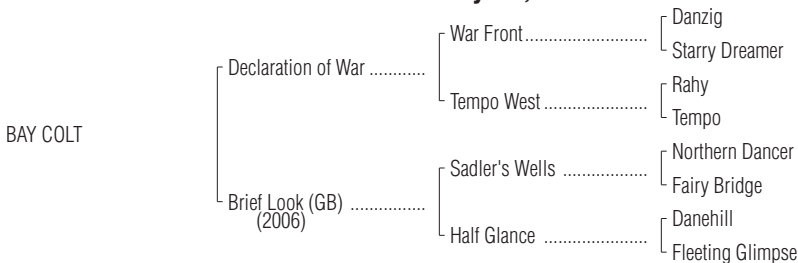 Danzig
War Front
Starry Dreamer
Declaration of War
Rahy
Tempo West
Tempo
BAY COLT
Northern Dancer
Sadler's Wells
Fairy Bridge
Brief Look (GB)
(2006)
Danehill
Half Glance
Fleeting Glimpse